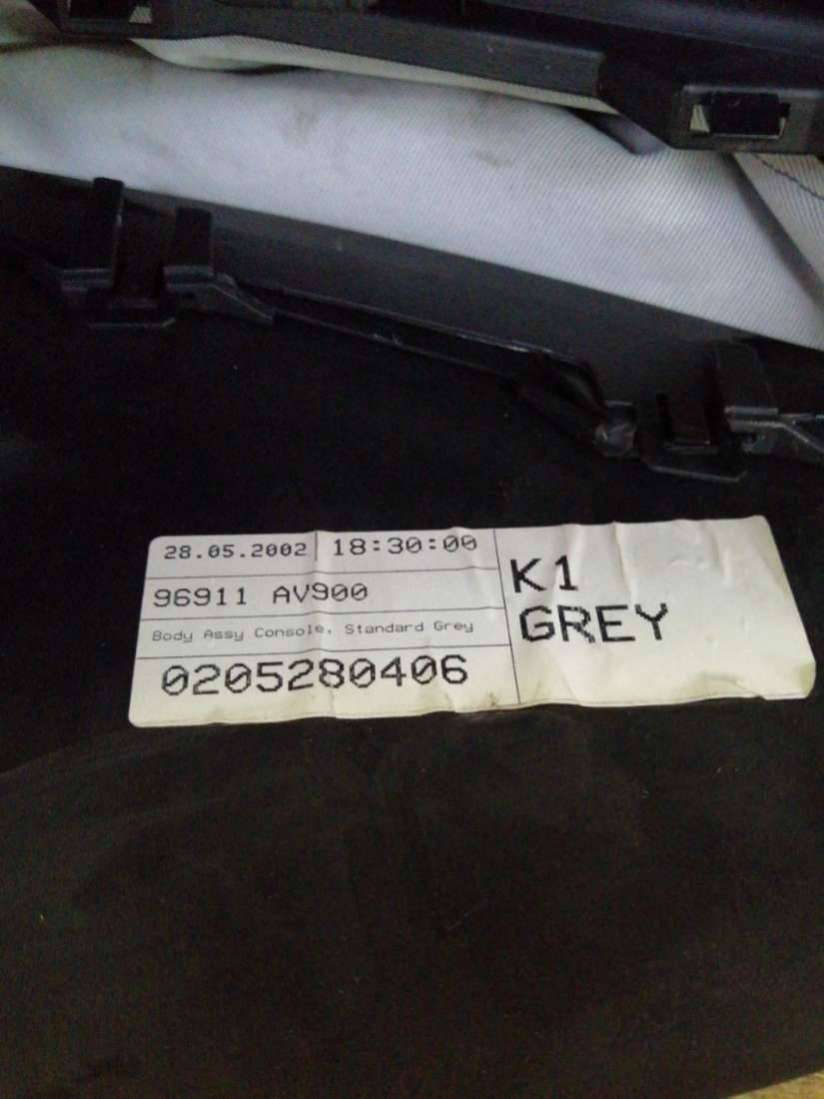 28.05.2002 18:30:00
96911 AV900
Body Assy Console, Standard Grey
0205280406
K1
GREY